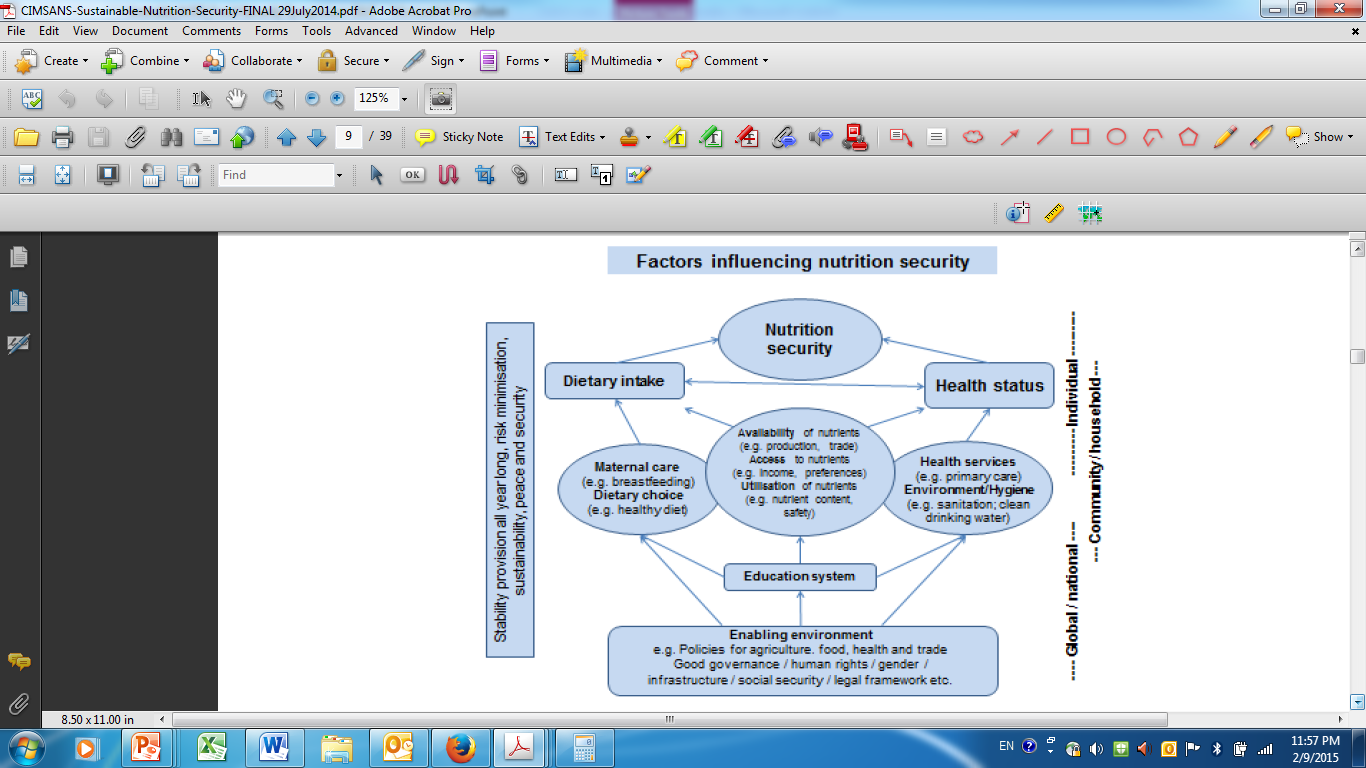 CIMSANS-Sustainable-Nutrition-Security-FINAL 29July2014.pdf - Adobe Acrobat Pro
File Edit View Document Comments Forms Tools Advanced Window Help
Create Combine Collaborate Secure Sign Forms Multimedia Comment
ABC 125%
9 / 39 Sticky Note Text Edits T T T Show
Find OK T 1
Factors influencing nutrition security
Nutrition
security
Dietary intake
Health status
Stability provision all year long, risk minimisation,
sustainability, peace and security
Availability of nutrients
(e.g. production, trade)
Access to nutrients
(e.g. income, preferences)
Utilisation of nutrients
(e.g. nutrient content,
safety)
Maternal care
(e.g. breastfeeding)
Dietary choice
(e.g. healthy diet)
Health services
(e.g. primary care)
Environment/Hygiene
(e.g. sanitation; clean
drinking water)
Education system
Enabling environment
e.g. Policies for agriculture. food, health and trade
Good governance / human rights / gender /
infrastructure / social security / legal framework etc.
---- Global / national --- ---------- Individual ----------
--- Community / household ---
8.50 x 11.00 in
EN
11:57 PM
2/9/2015